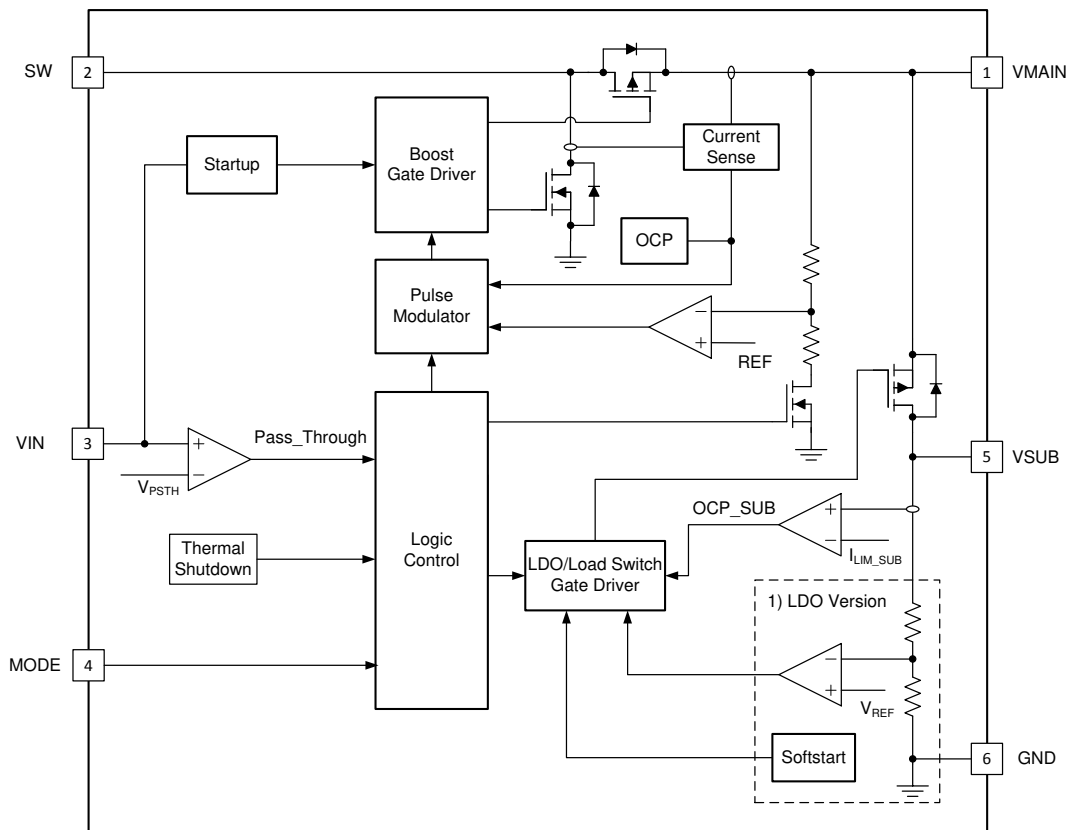 SW
2
1
VMAIN
Startup
Boost
Gate Driver
Current
Sense
OCP
Pulse
Modulator
−
+
REF
VIN
3
+
−
VPSTH
Pass_Through
5
VSUB
OCP_SUB
+
−
ILIM_SUB
Thermal
Shutdown
Logic
Control
LDO/Load Switch
Gate Driver
1) LDO Version
MODE
4
−
+
VREF
Softstart
6
GND